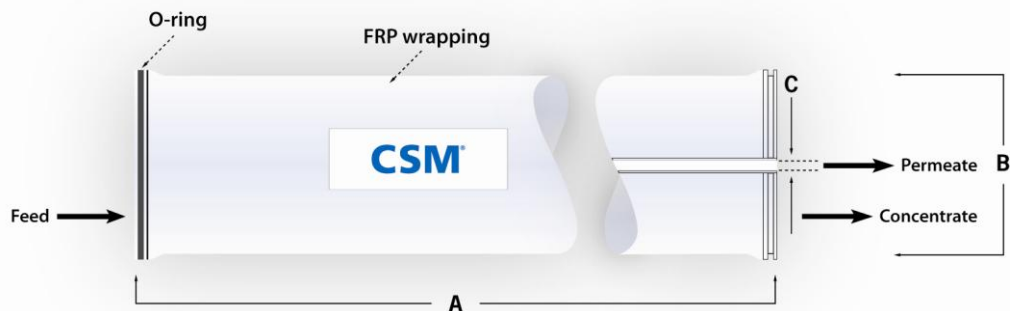 O-ring
FRP wrapping
C
CSM®
Permeate
B
Feed
Concentrate
A